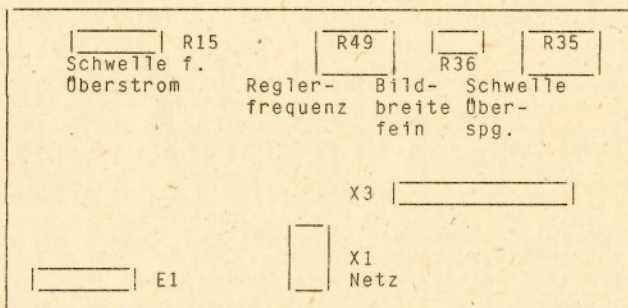 R15 R49 R35
Schwelle f. R36
Überstrom Regler- Bild- Schwelle
frequenz breite Über-
fein spg.
X3
X1
E1 Netz